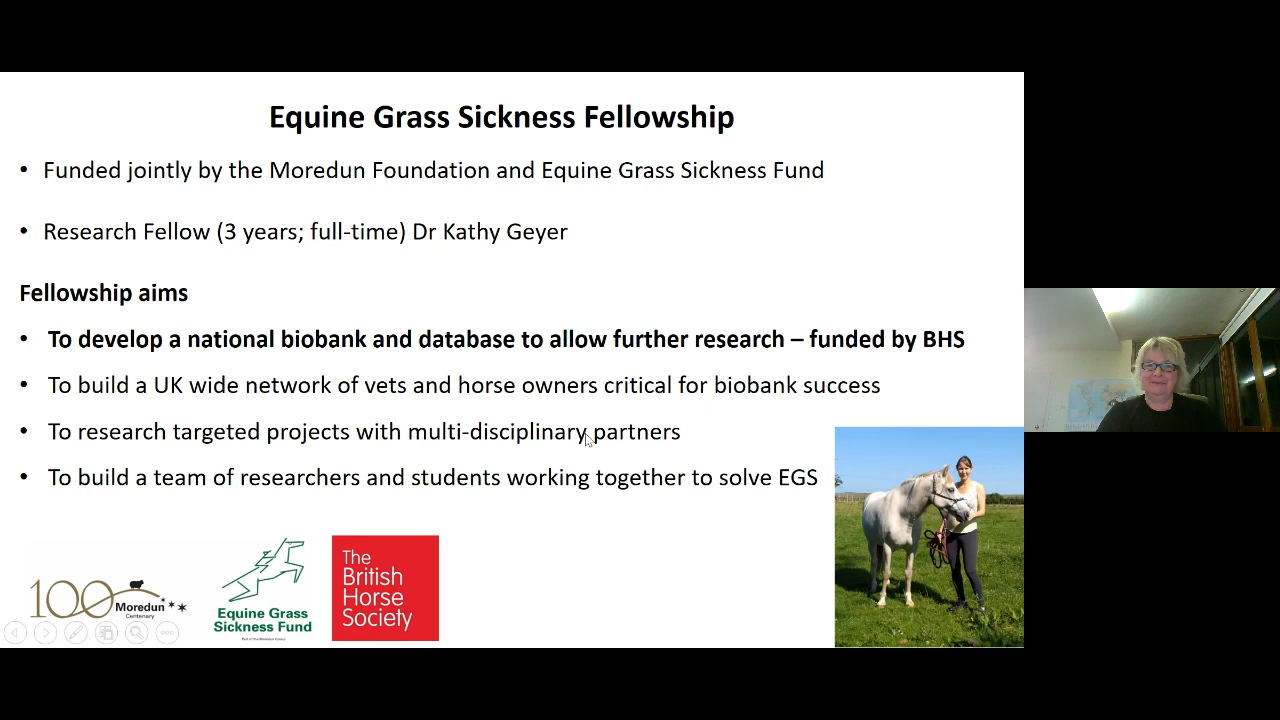 Equine Grass Sickness Fellowship
• Funded jointly by the Moredun Foundation and Equine Grass Sickness Fund
• Research Fellow (3 years; full-time) Dr Kathy Geyer
Fellowship aims
• To develop a national biobank and database to allow further research – funded by BHS
• To build a UK wide network of vets and horse owners critical for biobank success
• To research targeted projects with multi-disciplinary partners
• To build a team of researchers and students working together to solve EGS
100
Moredun
Centenary
Equine Grass
Sickness Fund
The
British
Horse
Society